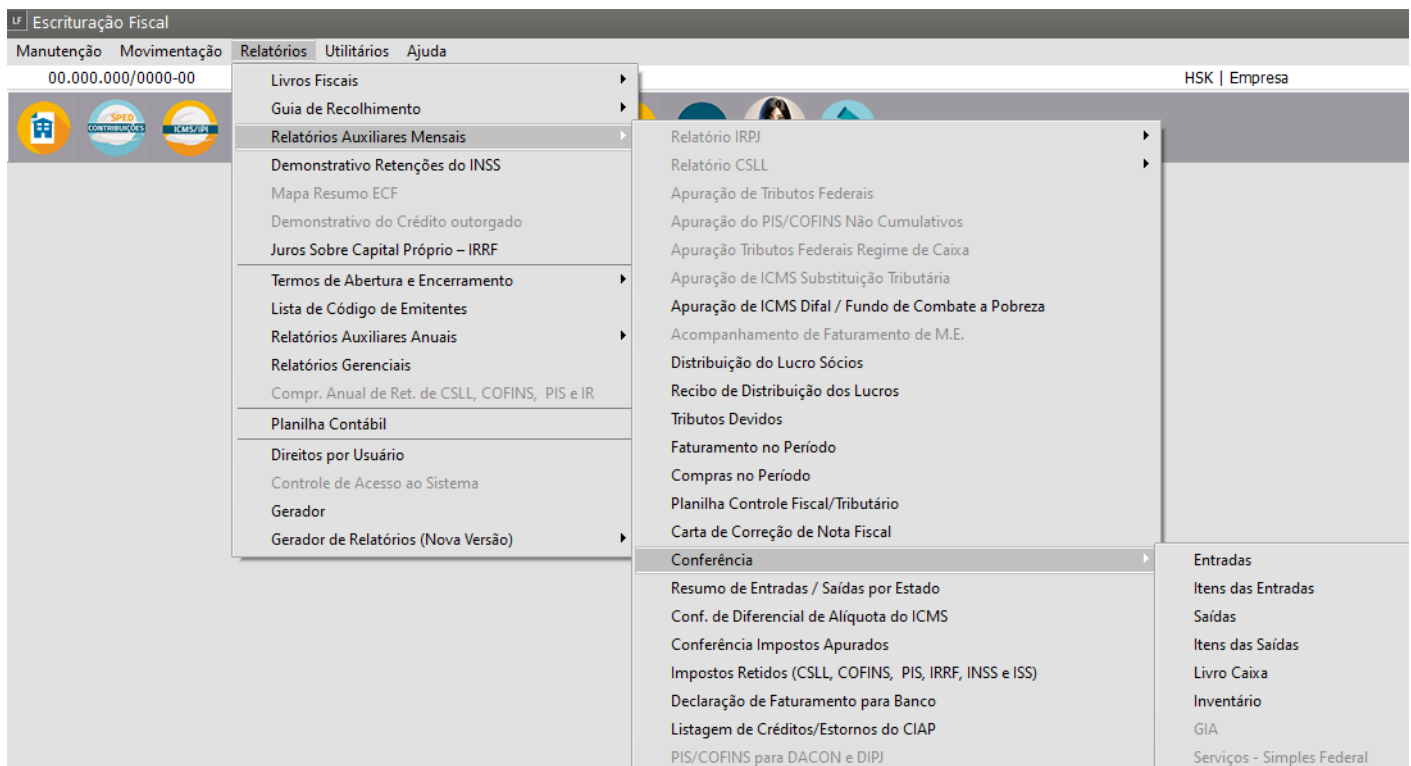 LF Escrituração Fiscal
Manutenção Movimentação Relatórios Utilitários Ajuda
00.000.000/0000-00
HSK | Empresa
SPED CONTRIBUIÇÕES
ICMS/IPI
Livros Fiscais
Guia de Recolhimento
Relatórios Auxiliares Mensais
Demonstrativo Retenções do INSS
Mapa Resumo ECF
Demonstrativo do Crédito outorgado
Juros Sobre Capital Próprio – IRRF
Termos de Abertura e Encerramento
Lista de Código de Emitentes
Relatórios Auxiliares Anuais
Relatórios Gerenciais
Compr. Anual de Ret. de CSLL, COFINS, PIS e IR
Planilha Contábil
Direitos por Usuário
Controle de Acesso ao Sistema
Gerador
Gerador de Relatórios (Nova Versão)
Relatório IRPJ
Relatório CSLL
Apuração de Tributos Federais
Apuração do PIS/COFINS Não Cumulativos
Apuração Tributos Federais Regime de Caixa
Apuração de ICMS Substituição Tributária
Apuração de ICMS Difal / Fundo de Combate a Pobreza
Acompanhamento de Faturamento de M.E.
Distribuição do Lucro Sócios
Recibo de Distribuição dos Lucros
Tributos Devidos
Faturamento no Período
Compras no Período
Planilha Controle Fiscal/Tributário
Carta de Correção de Nota Fiscal
Conferência
Resumo de Entradas / Saídas por Estado
Conf. de Diferencial de Alíquota do ICMS
Conferência Impostos Apurados
Impostos Retidos (CSLL, COFINS, PIS, IRRF, INSS e ISS)
Declaração de Faturamento para Banco
Listagem de Créditos/Estornos do CIAP
PIS/COFINS para DACON e DIPJ
Entradas
Itens das Entradas
Saídas
Itens das Saídas
Livro Caixa
Inventário
GIA
Serviços - Simples Federal